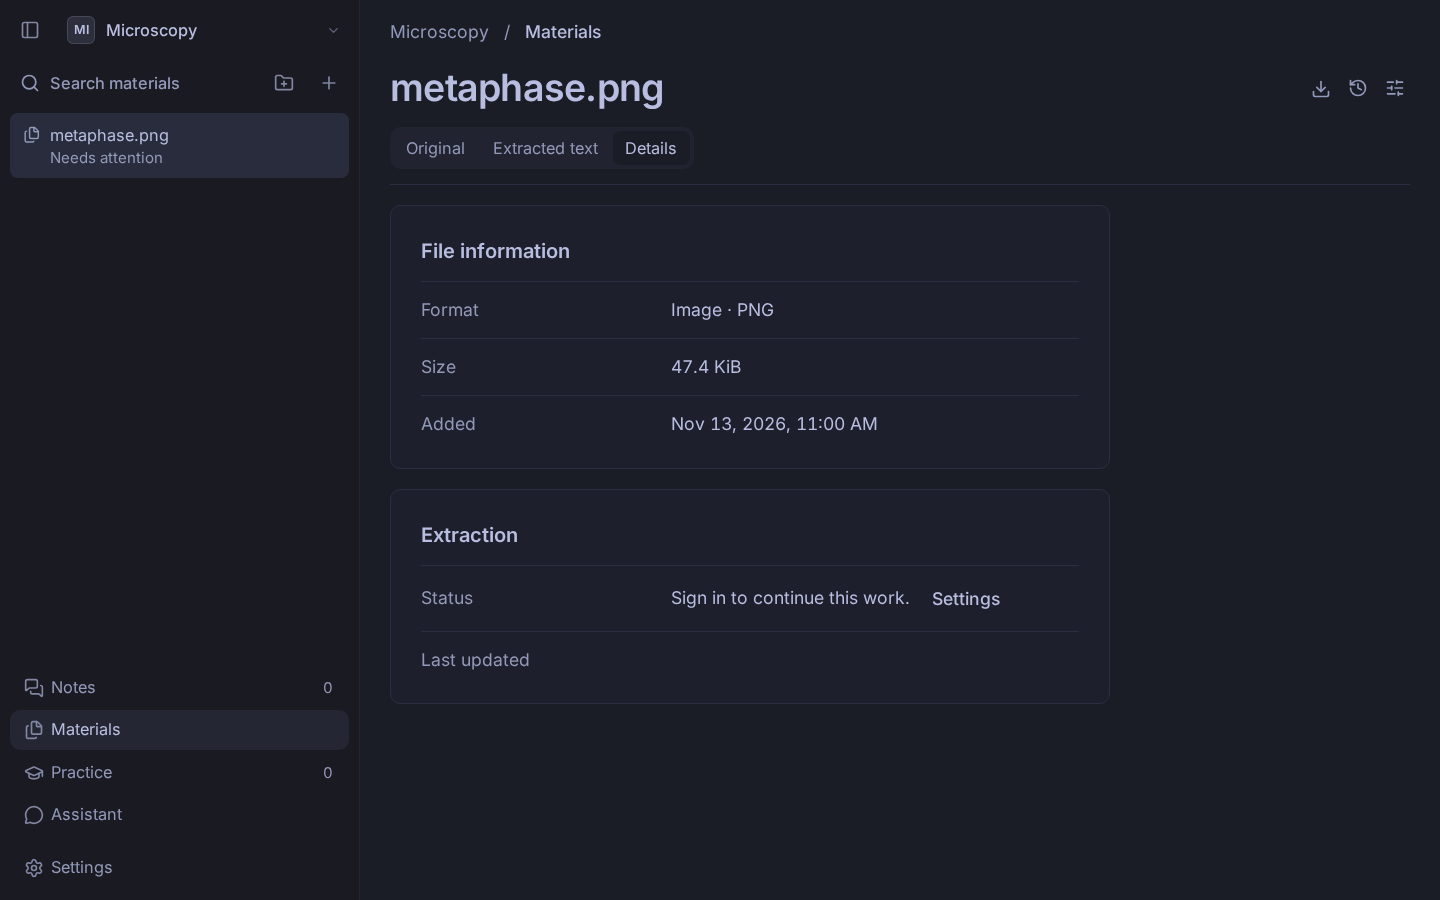 MI Microscopy
Search materials
metaphase.png
Needs attention
Notes 0
Materials
Practice 0
Assistant
Settings
Microscopy / Materials
metaphase.png
Original Extracted text Details
File information
Format Image · PNG
Size 47.4 KiB
Added Nov 13, 2026, 11:00 AM
Extraction
Status Sign in to continue this work. Settings
Last updated